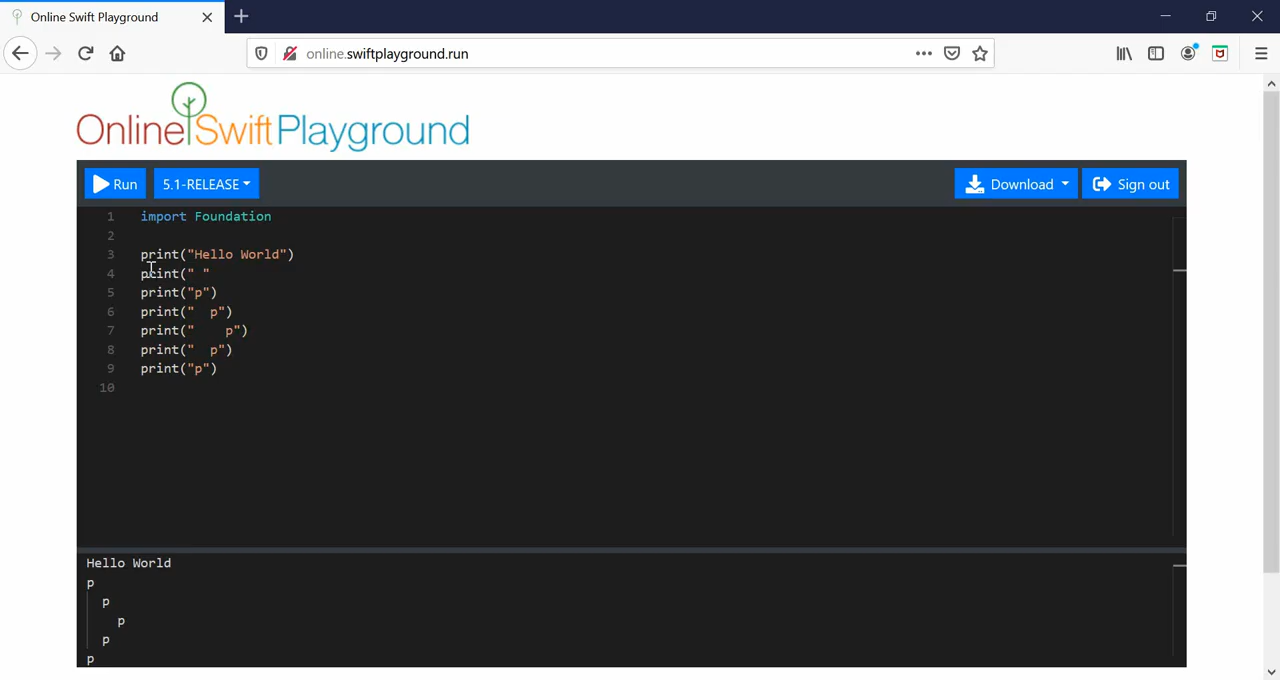 Online Swift Playground
online.swiftplayground.run
OnlineSwiftPlayground
Run
5.1-RELEASE
Download
Sign out
1 import Foundation
2
3 print("Hello World")
4 print(" "
5 print("p")
6 print("  p")
7 print("    p")
8 print("  p")
9 print("p")
10
Hello World
p
  p
    p
  p
p